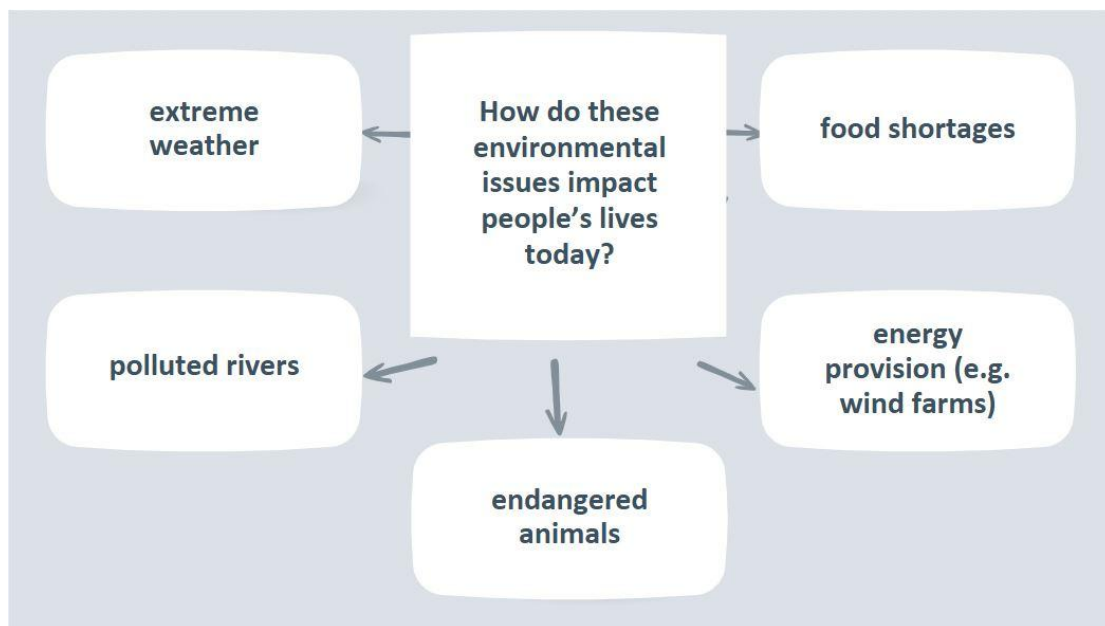 How do these
environmental
issues impact
people’s lives
today?
extreme
weather
food shortages
polluted rivers
energy
provision (e.g.
wind farms)
endangered
animals